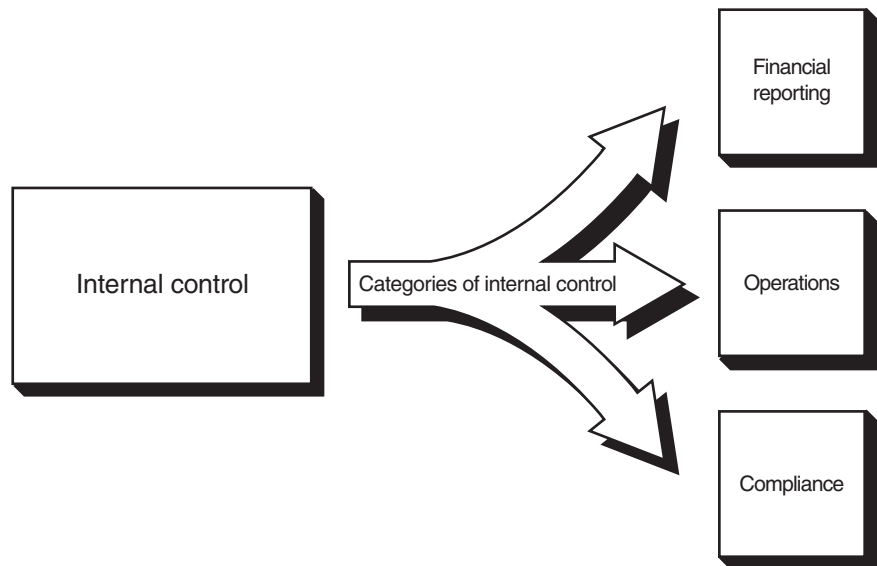 Internal control
Categories of internal control
Financial
reporting
Operations
Compliance